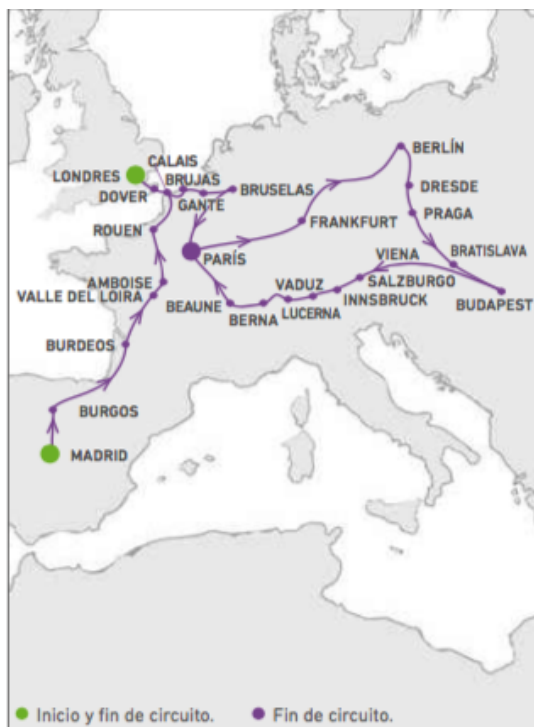 BERLÍN
CALAIS
LONDRES
BRUJAS
DOVER
GANTE
BRUSELAS
DRESDE
PRAGA
FRANKFURT
ROUEN
PARÍS
VIENA
BRATISLAVA
AMBOISE
VALLE DEL LOIRA
VADUZ
SALZBURGO
BEAUNE
BERNA
LUCERNA
INNSBRUCK
BUDAPEST
BURDEOS
BURGOS
MADRID
Inicio y fin de circuito.
Fin de circuito.